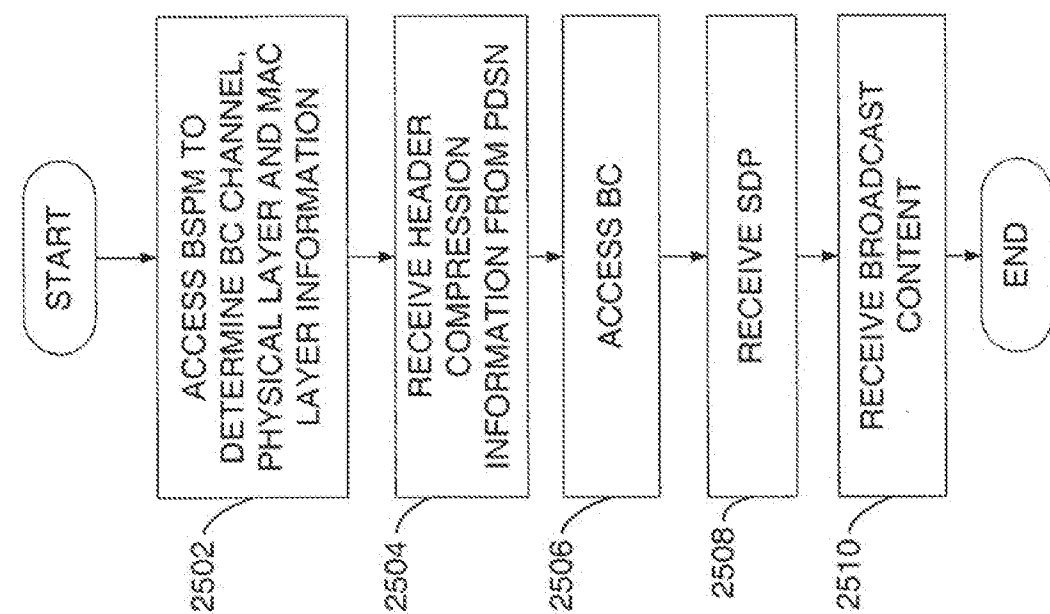 START
ACCESS BSPM TO
DETERMINE BC CHANNEL,
PHYSICAL LAYER AND MAC
LAYER INFORMATION
2502
RECEIVE HEADER
COMPRESSION
INFORMATION FROM PDSN
2504
ACCESS BC
2506
RECEIVE SDP
2508
RECEIVE BROADCAST
CONTENT
2510
END